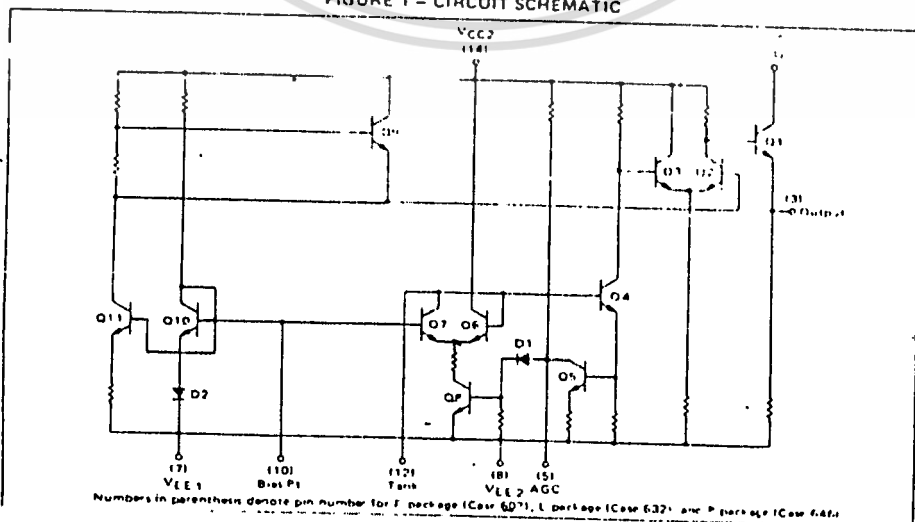 FIGURE 1 – CIRCUIT SCHEMATIC
VCC2
(14)
Q9
Q3
Q2
Q1
(3)
Output
Q11
Q10
Q7
Q6
Q4
D1
Q5
D2
Q8
(7)
VEE1
(10)
Bias Pt
(12)
Tank
(8)
VEE2
(5)
AGC
Numbers in parenthesis denote pin number for F package (Case 607), L package (Case 632) and P package (Case 646)